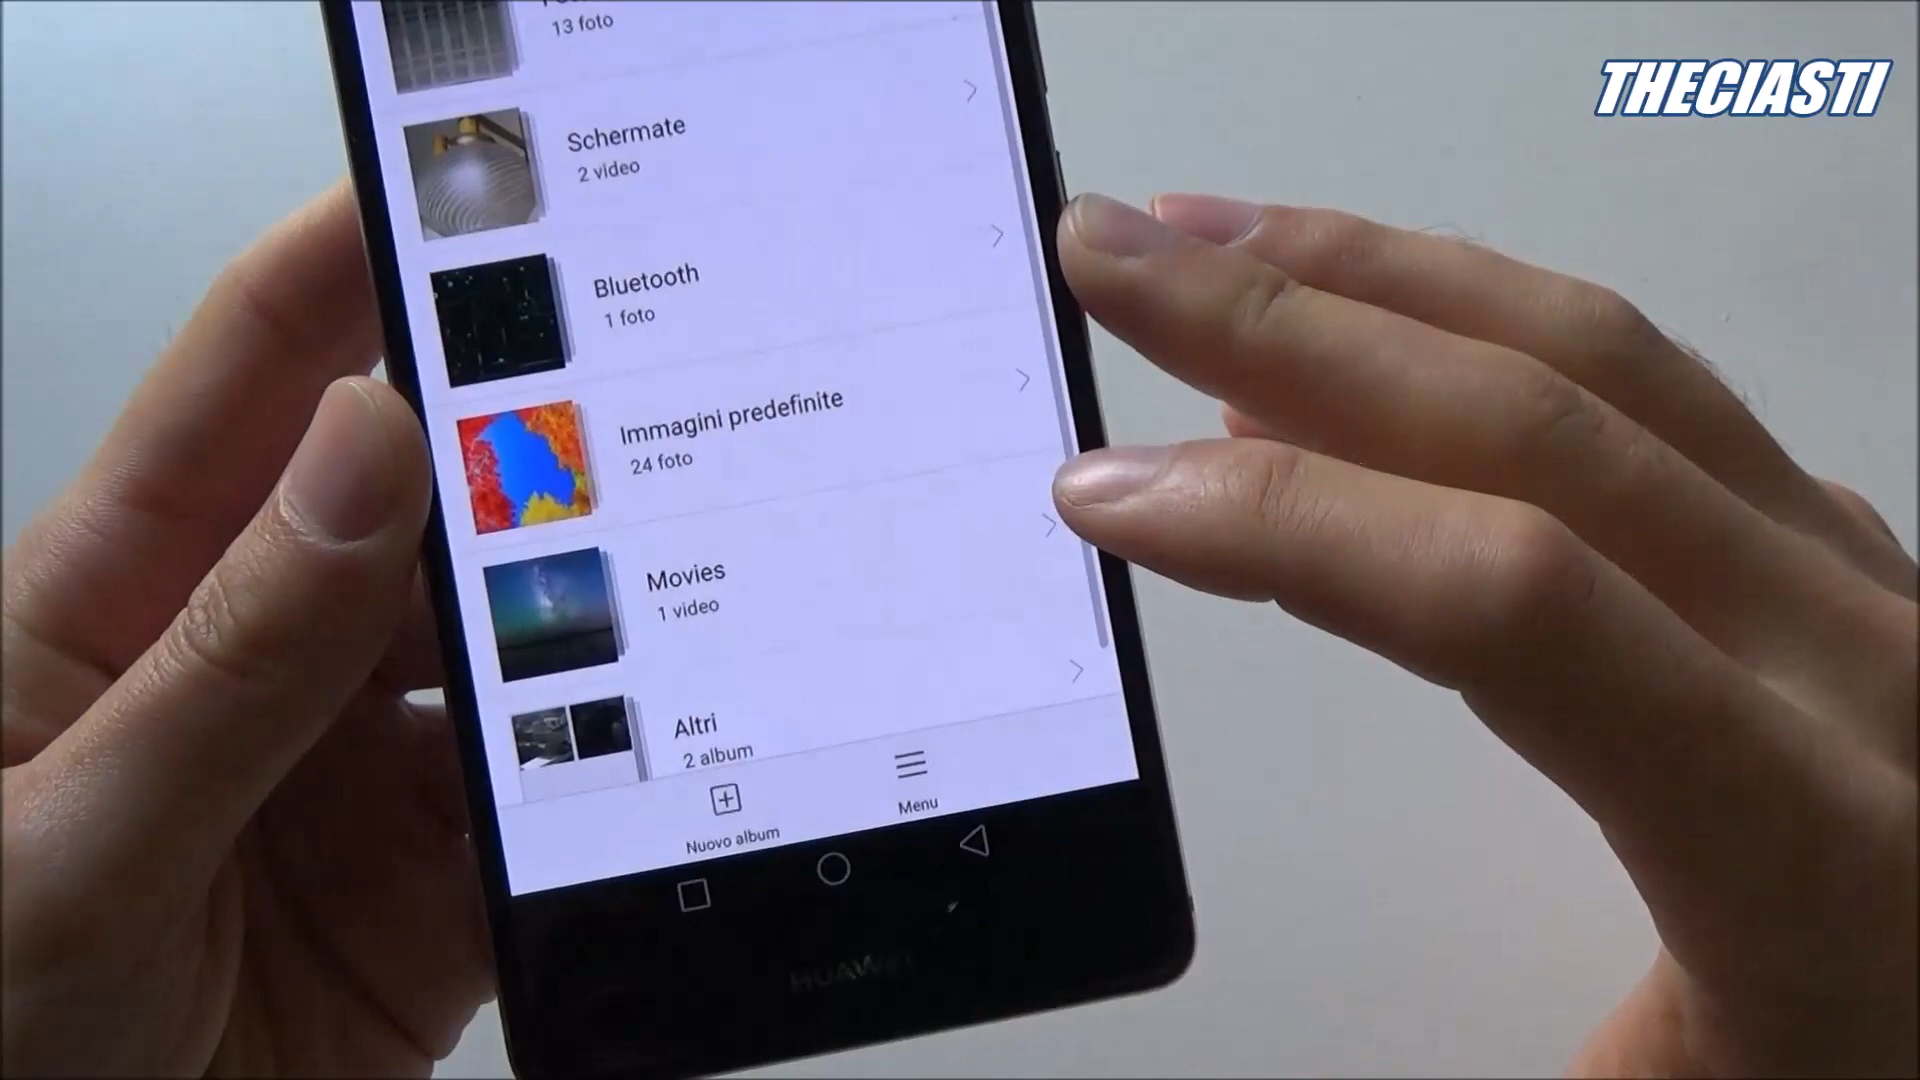 THECIASTI
13 foto
Schermate
2 video
Bluetooth
1 foto
Immagini predefinite
24 foto
Movies
1 video
Altri
2 album
Nuovo album
Menu
HUAWEI